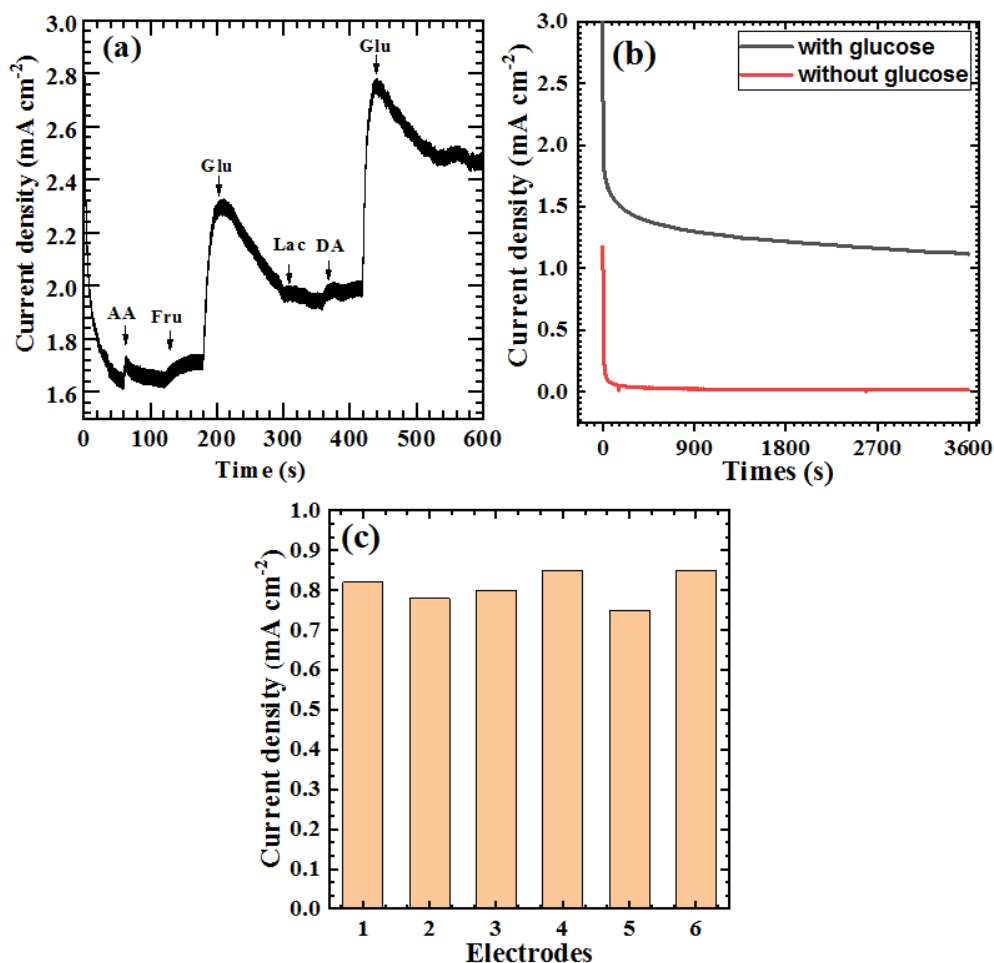 (a)
Current density (mA cm-2)
3.0
2.8
2.6
2.4
2.2
2.0
1.8
1.6
AA
Fru
Glu
Lac
DA
Glu
0
100
200
300
400
500
600
Time (s)
(b)
with glucose
without glucose
Current density (mA cm-2)
3.0
2.5
2.0
1.5
1.0
0.5
0.0
0
900
1800
2700
3600
Times (s)
(c)
Current density (mA cm-2)
1.0
0.9
0.8
0.7
0.6
0.5
0.4
0.3
0.2
0.1
0.0
1
2
3
4
5
6
Electrodes